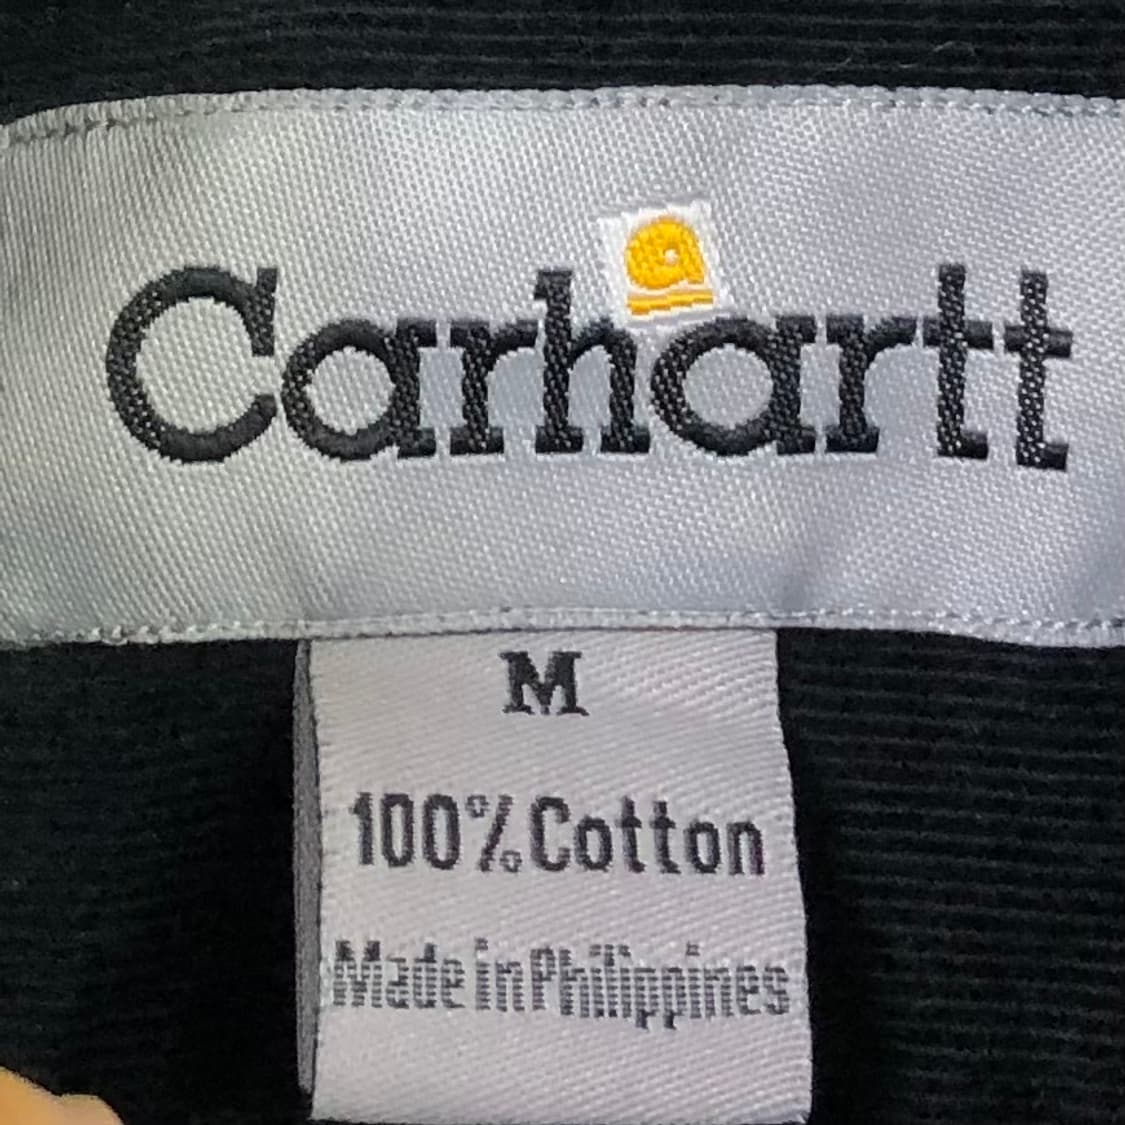 Carhartt
M
100% Cotton
Made in Philippines